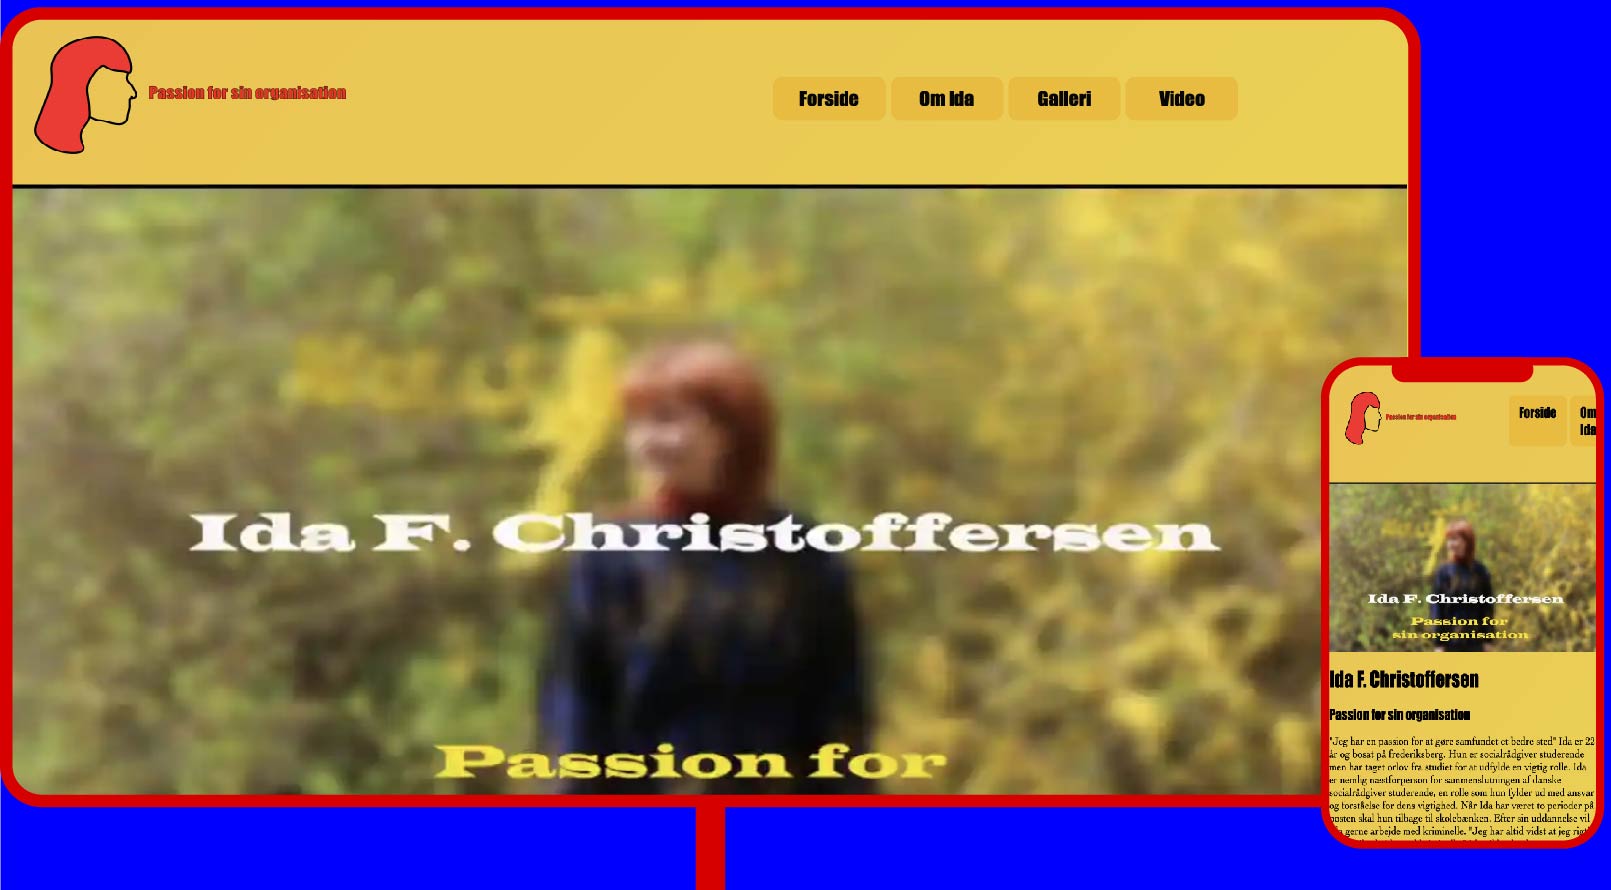 Passion for sin organisation
Forside
Om Ida
Galleri
Video
Ida F. Christoffersen
Passion for
Passion for sin organisation
Forside
Om
Ida
Ida F. Christoffersen
Passion for
sin organisation
Ida F. Christoffersen
Passion for sin organisation
"Jeg har en passion for at gøre samfundet et bedre sted" Ida er 22
år og bosat på frederiksberg. Hun er socialrådgiver studerende
men har taget orlov fra studiet for at udfylde en vigtig rolle. Ida
er nemlig næstforperson for sammenslutningen af danske
socialrådgiver studerende, en rolle som hun fylder ud med ansvar
og forståelse for dens vigtighed. Når Ida har været to perioder på
posten skal hun tilbage til skolebænken. Efter sin uddannelse vil
gerne arbejde med kriminelle. "Jeg har altid vidst at jeg